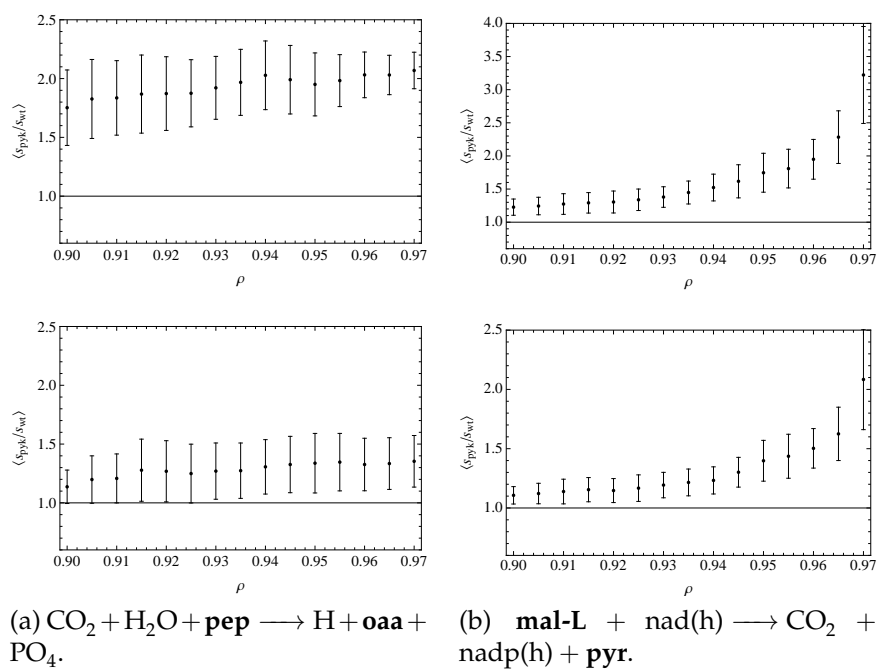 2.5
2.0
1.5
1.0
⟨s_pyk/s_wt⟩
0.90 0.91 0.92 0.93 0.94 0.95 0.96 0.97
ρ
4.0
3.5
3.0
2.5
2.0
1.5
1.0
⟨s_pyk/s_wt⟩
0.90 0.91 0.92 0.93 0.94 0.95 0.96 0.97
ρ
2.5
2.0
1.5
1.0
⟨s_pyk/s_wt⟩
0.90 0.91 0.92 0.93 0.94 0.95 0.96 0.97
ρ
2.5
2.0
1.5
1.0
⟨s_pyk/s_wt⟩
0.90 0.91 0.92 0.93 0.94 0.95 0.96 0.97
ρ
(a) CO₂ + H₂O + pep ⟶ H + oaa +
PO₄.
(b) mal-L + nad(h) ⟶ CO₂ +
nadp(h) + pyr.